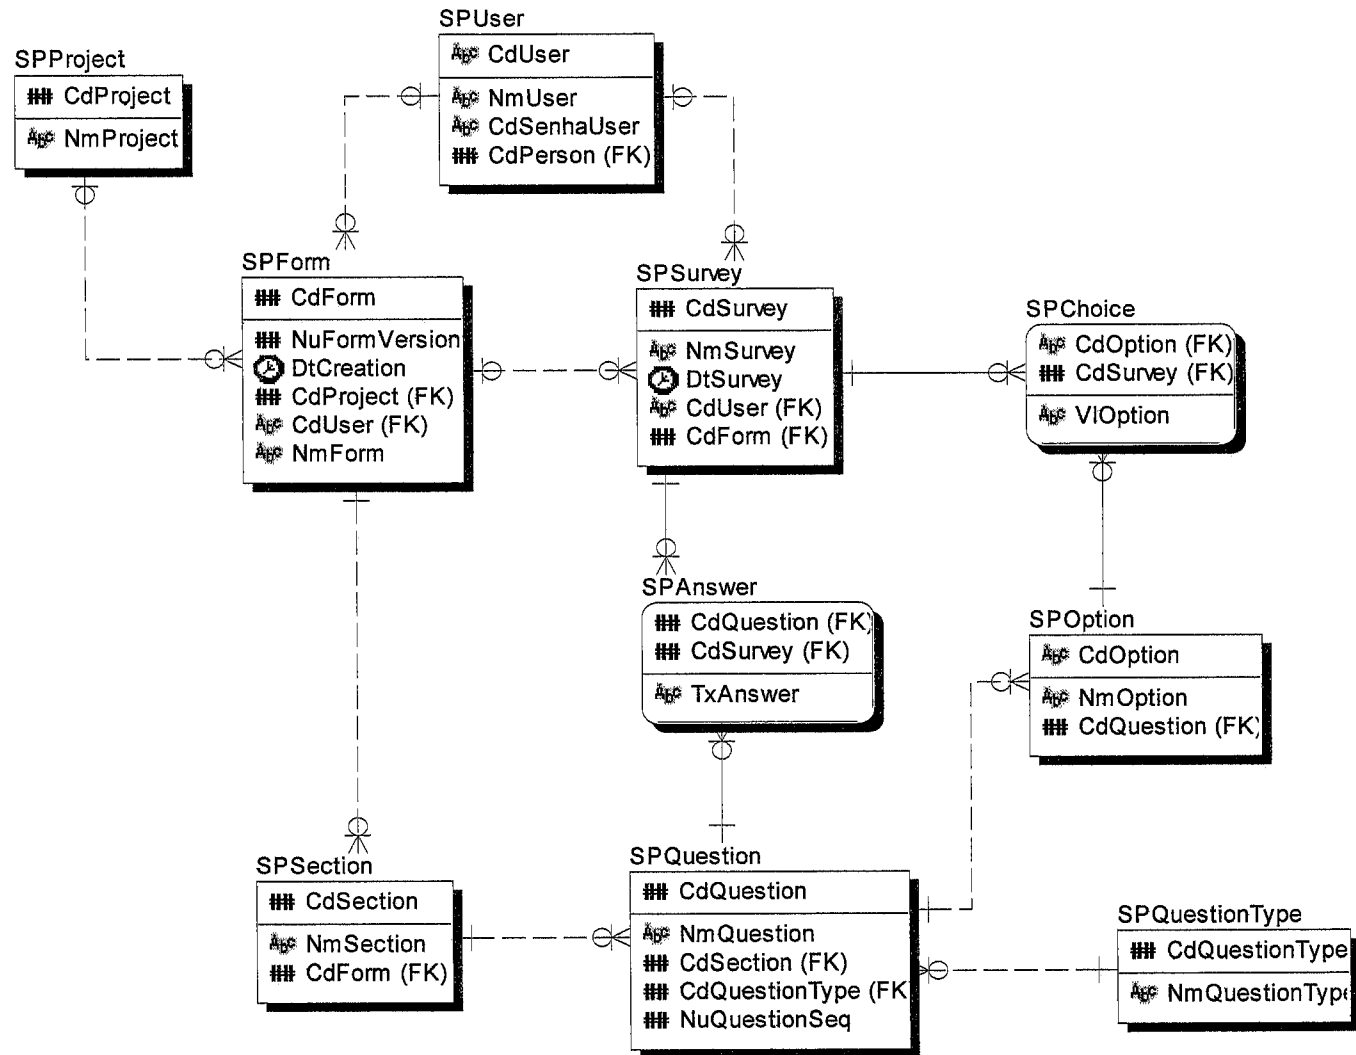 SPUser
CdUser
NmUser
CdSenhaUser
CdPerson (FK)
SPProject
CdProject
NmProject
SPForm
CdForm
NuFormVersion
DtCreation
CdProject (FK)
CdUser (FK)
NmForm
SPSurvey
CdSurvey
NmSurvey
DtSurvey
CdUser (FK)
CdForm (FK)
SPChoice
CdOption (FK)
CdSurvey (FK)
VlOption
SPAnswer
CdQuestion (FK)
CdSurvey (FK)
TxAnswer
SPOption
CdOption
NmOption
CdQuestion (FK)
SPSection
CdSection
NmSection
CdForm (FK)
SPQuestion
CdQuestion
NmQuestion
CdSection (FK)
CdQuestionType (FK
NuQuestionSeq
SPQuestionType
CdQuestionType
NmQuestionType